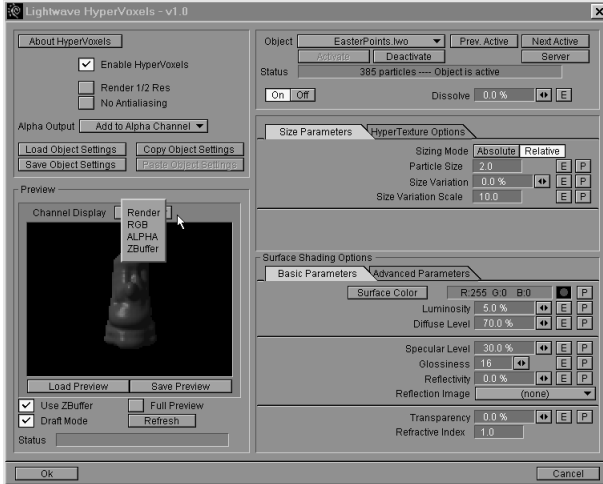 Lightwave HyperVoxels - v1.0
About HyperVoxels
Enable HyperVoxels
Render 1/2 Res
No Antialiasing
Alpha Output Add to Alpha Channel
Load Object Settings Copy Object Settings
Save Object Settings Paste Object Settings
Preview
Channel Display
Render
RGB
ALPHA
ZBuffer
Load Preview Save Preview
Use ZBuffer Full Preview
Draft Mode Refresh
Status
Object EasterPoints.lwo Prev. Active Next Active
Activate Deactivate Server
Status 385 particles ---- Object is active
On Off Dissolve 0.0 % E
Size Parameters HyperTexture Options
Sizing Mode Absolute Relative
Particle Size 2.0 E P
Size Variation 0.0 % E P
Size Variation Scale 10.0 E P
Surface Shading Options
Basic Parameters Advanced Parameters
Surface Color R:255 G:0 B:0 P
Luminosity 5.0 % E P
Diffuse Level 70.0 % E P
Specular Level 30.0 % E P
Glossiness 16 E P
Reflectivity 0.0 % E P
Reflection Image (none)
Transparency 0.0 % E P
Refractive Index 1.0
Ok Cancel